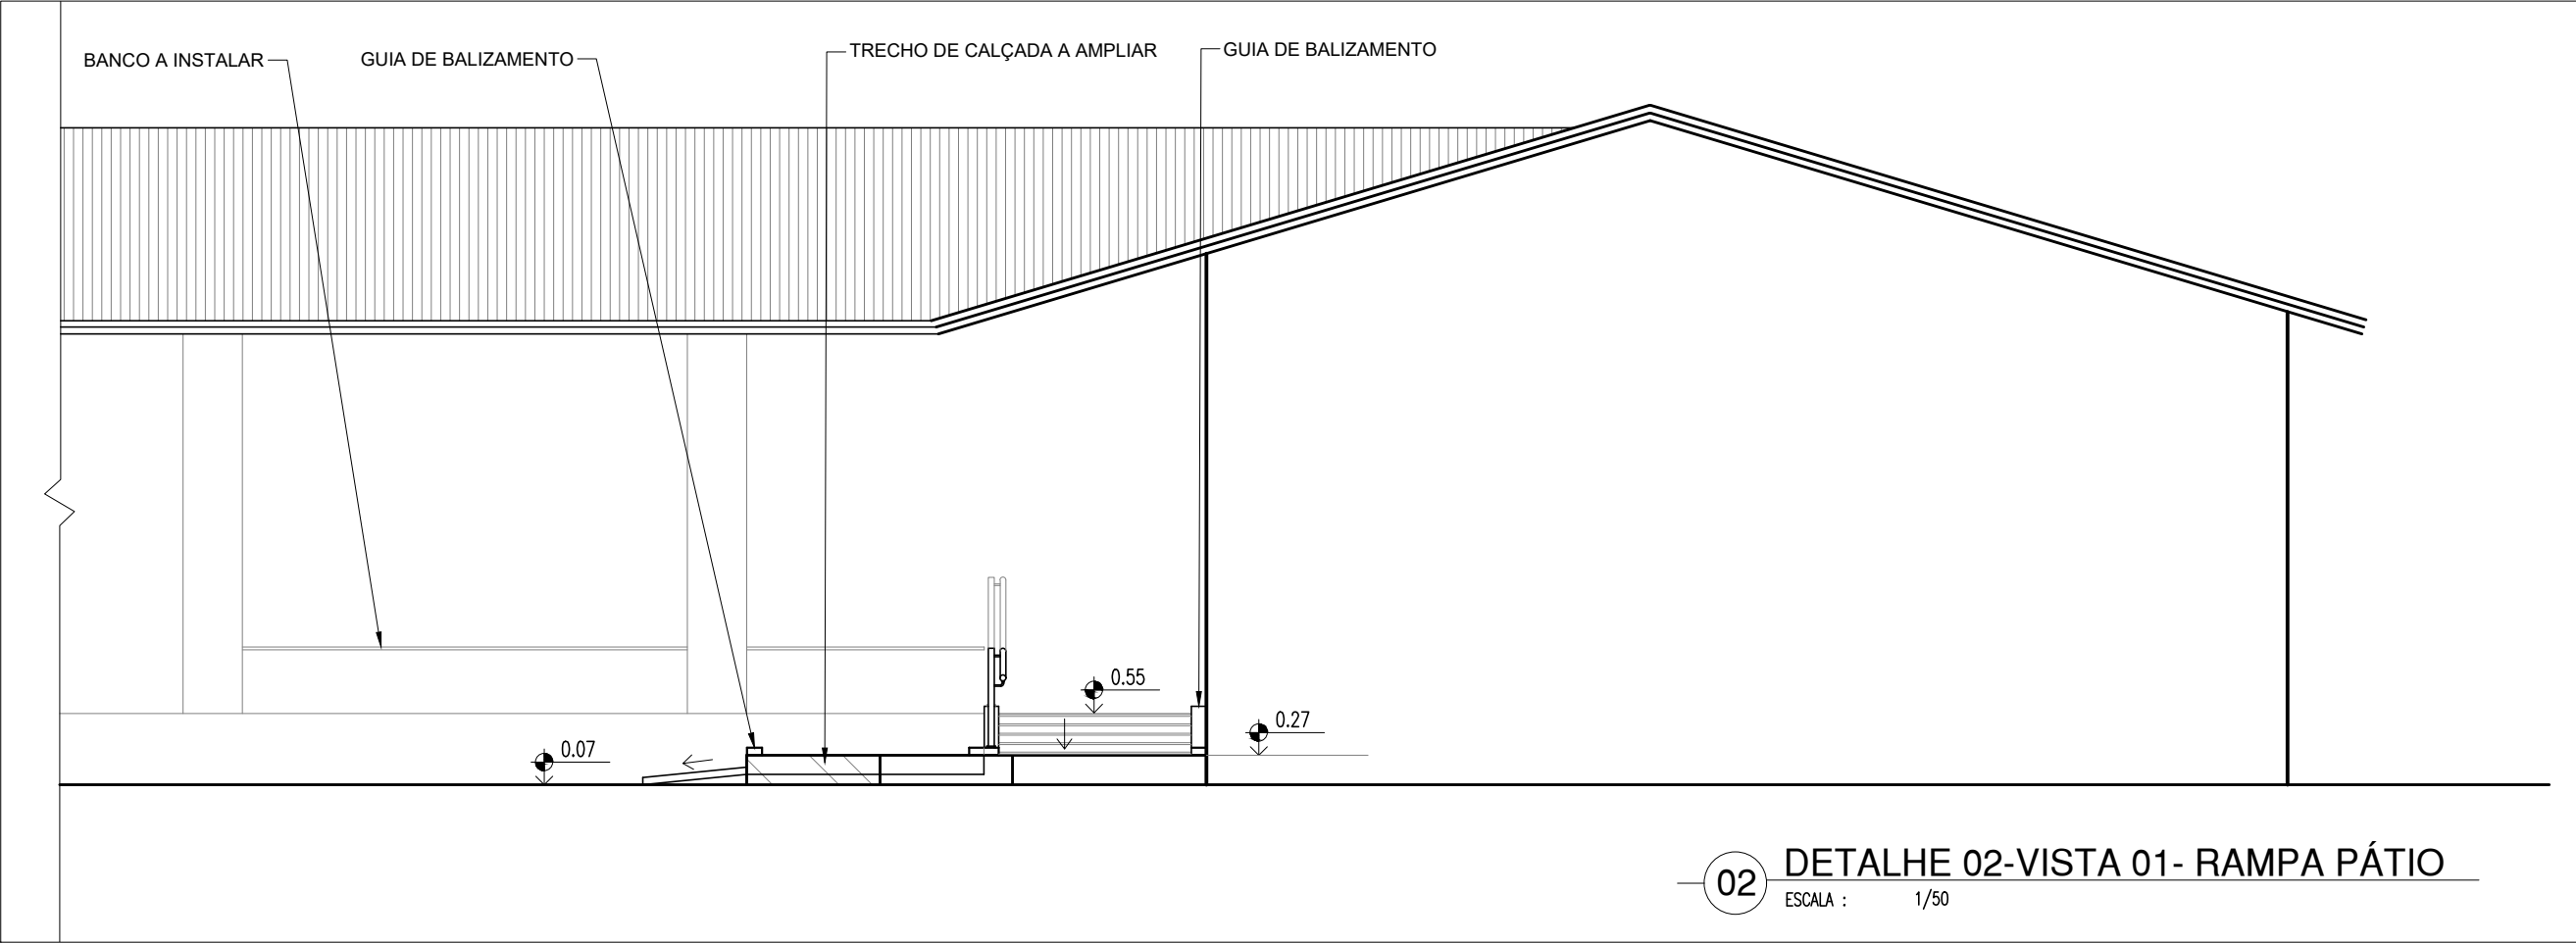 BANCO A INSTALAR
GUIA DE BALIZAMENTO
TRECHO DE CALÇADA A AMPLIAR
GUIA DE BALIZAMENTO
0.55
0.27
0.07
02
DETALHE 02-VISTA 01- RAMPA PÁTIO
ESCALA : 1/50